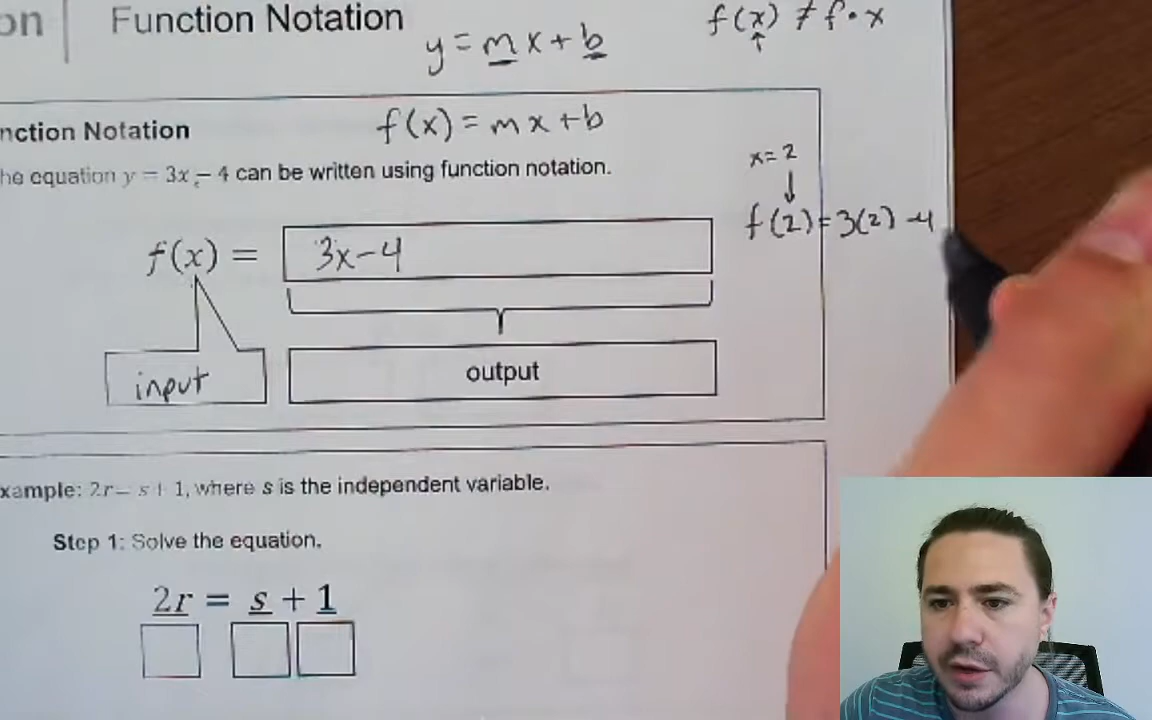 on | Function Notation
y = mx + b
f(x) ≠ f · x
↑
nction Notation
f(x) = mx + b
he equation y = 3x - 4 can be written using function notation.
x = 2
↓
f(2) = 3(2) - 4
f(x) = 3x - 4
input
output
xample: 2r = s + 1, where s is the independent variable.
Step 1: Solve the equation.
2r = s + 1